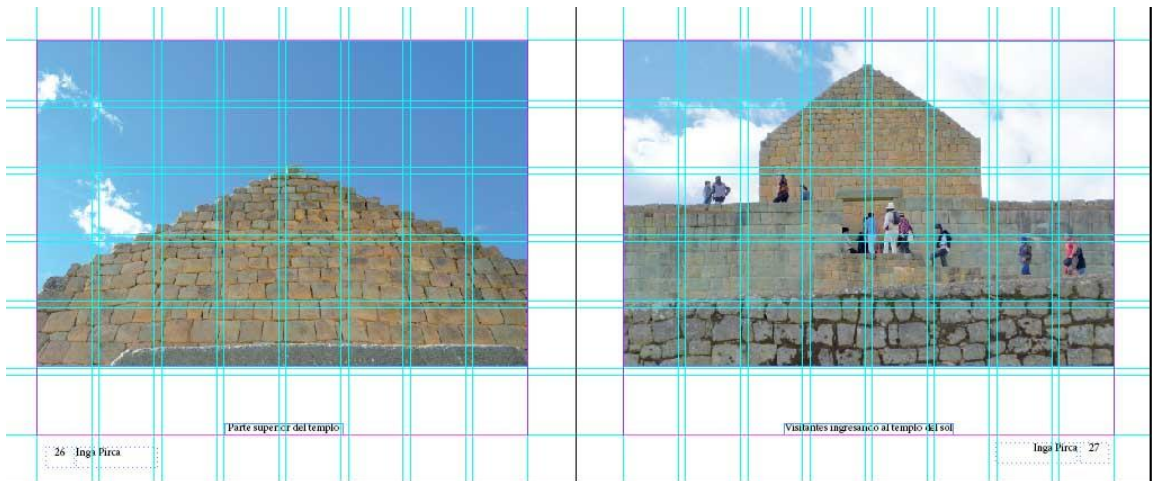 Parte superior del templo
26 Inga Pirca
Visitantes ingresando al templo del sol
Inga Pirca 27